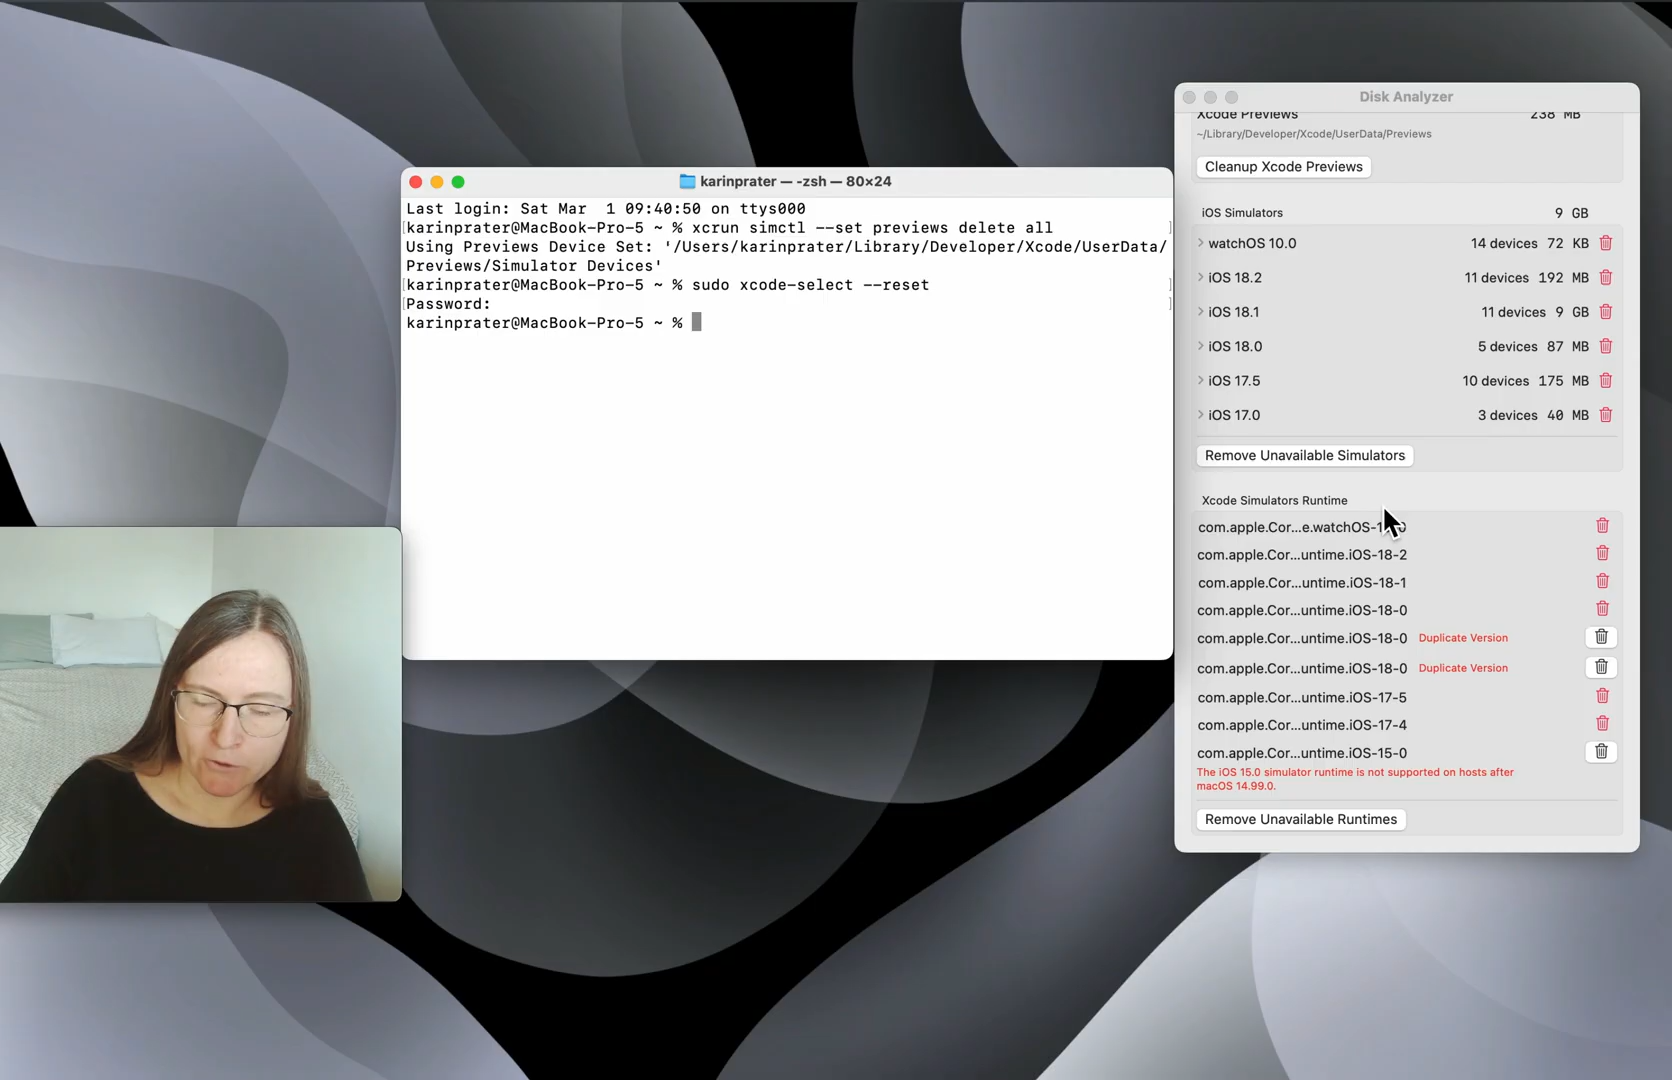 Disk Analyzer
Xcode Previews 238 MB
~/Library/Developer/Xcode/UserData/Previews
Cleanup Xcode Previews
karinprater — -zsh — 80×24
Last login: Sat Mar  1 09:40:50 on ttys000
[karinprater@MacBook-Pro-5 ~ % xcrun simctl --set previews delete all ]
Using Previews Device Set: '/Users/karinprater/Library/Developer/Xcode/UserData/
Previews/Simulator Devices'
[karinprater@MacBook-Pro-5 ~ % sudo xcode-select --reset ]
[Password: ]
karinprater@MacBook-Pro-5 ~ %
iOS Simulators 9 GB
watchOS 10.0 14 devices 72 KB
iOS 18.2 11 devices 192 MB
iOS 18.1 11 devices 9 GB
iOS 18.0 5 devices 87 MB
iOS 17.5 10 devices 175 MB
iOS 17.0 3 devices 40 MB
Remove Unavailable Simulators
Xcode Simulators Runtime
com.apple.Cor...e.watchOS-
com.apple.Cor...untime.iOS-18-2
com.apple.Cor...untime.iOS-18-1
com.apple.Cor...untime.iOS-18-0
com.apple.Cor...untime.iOS-18-0 Duplicate Version
com.apple.Cor...untime.iOS-18-0 Duplicate Version
com.apple.Cor...untime.iOS-17-5
com.apple.Cor...untime.iOS-17-4
com.apple.Cor...untime.iOS-15-0
The iOS 15.0 simulator runtime is not supported on hosts after
macOS 14.99.0.
Remove Unavailable Runtimes